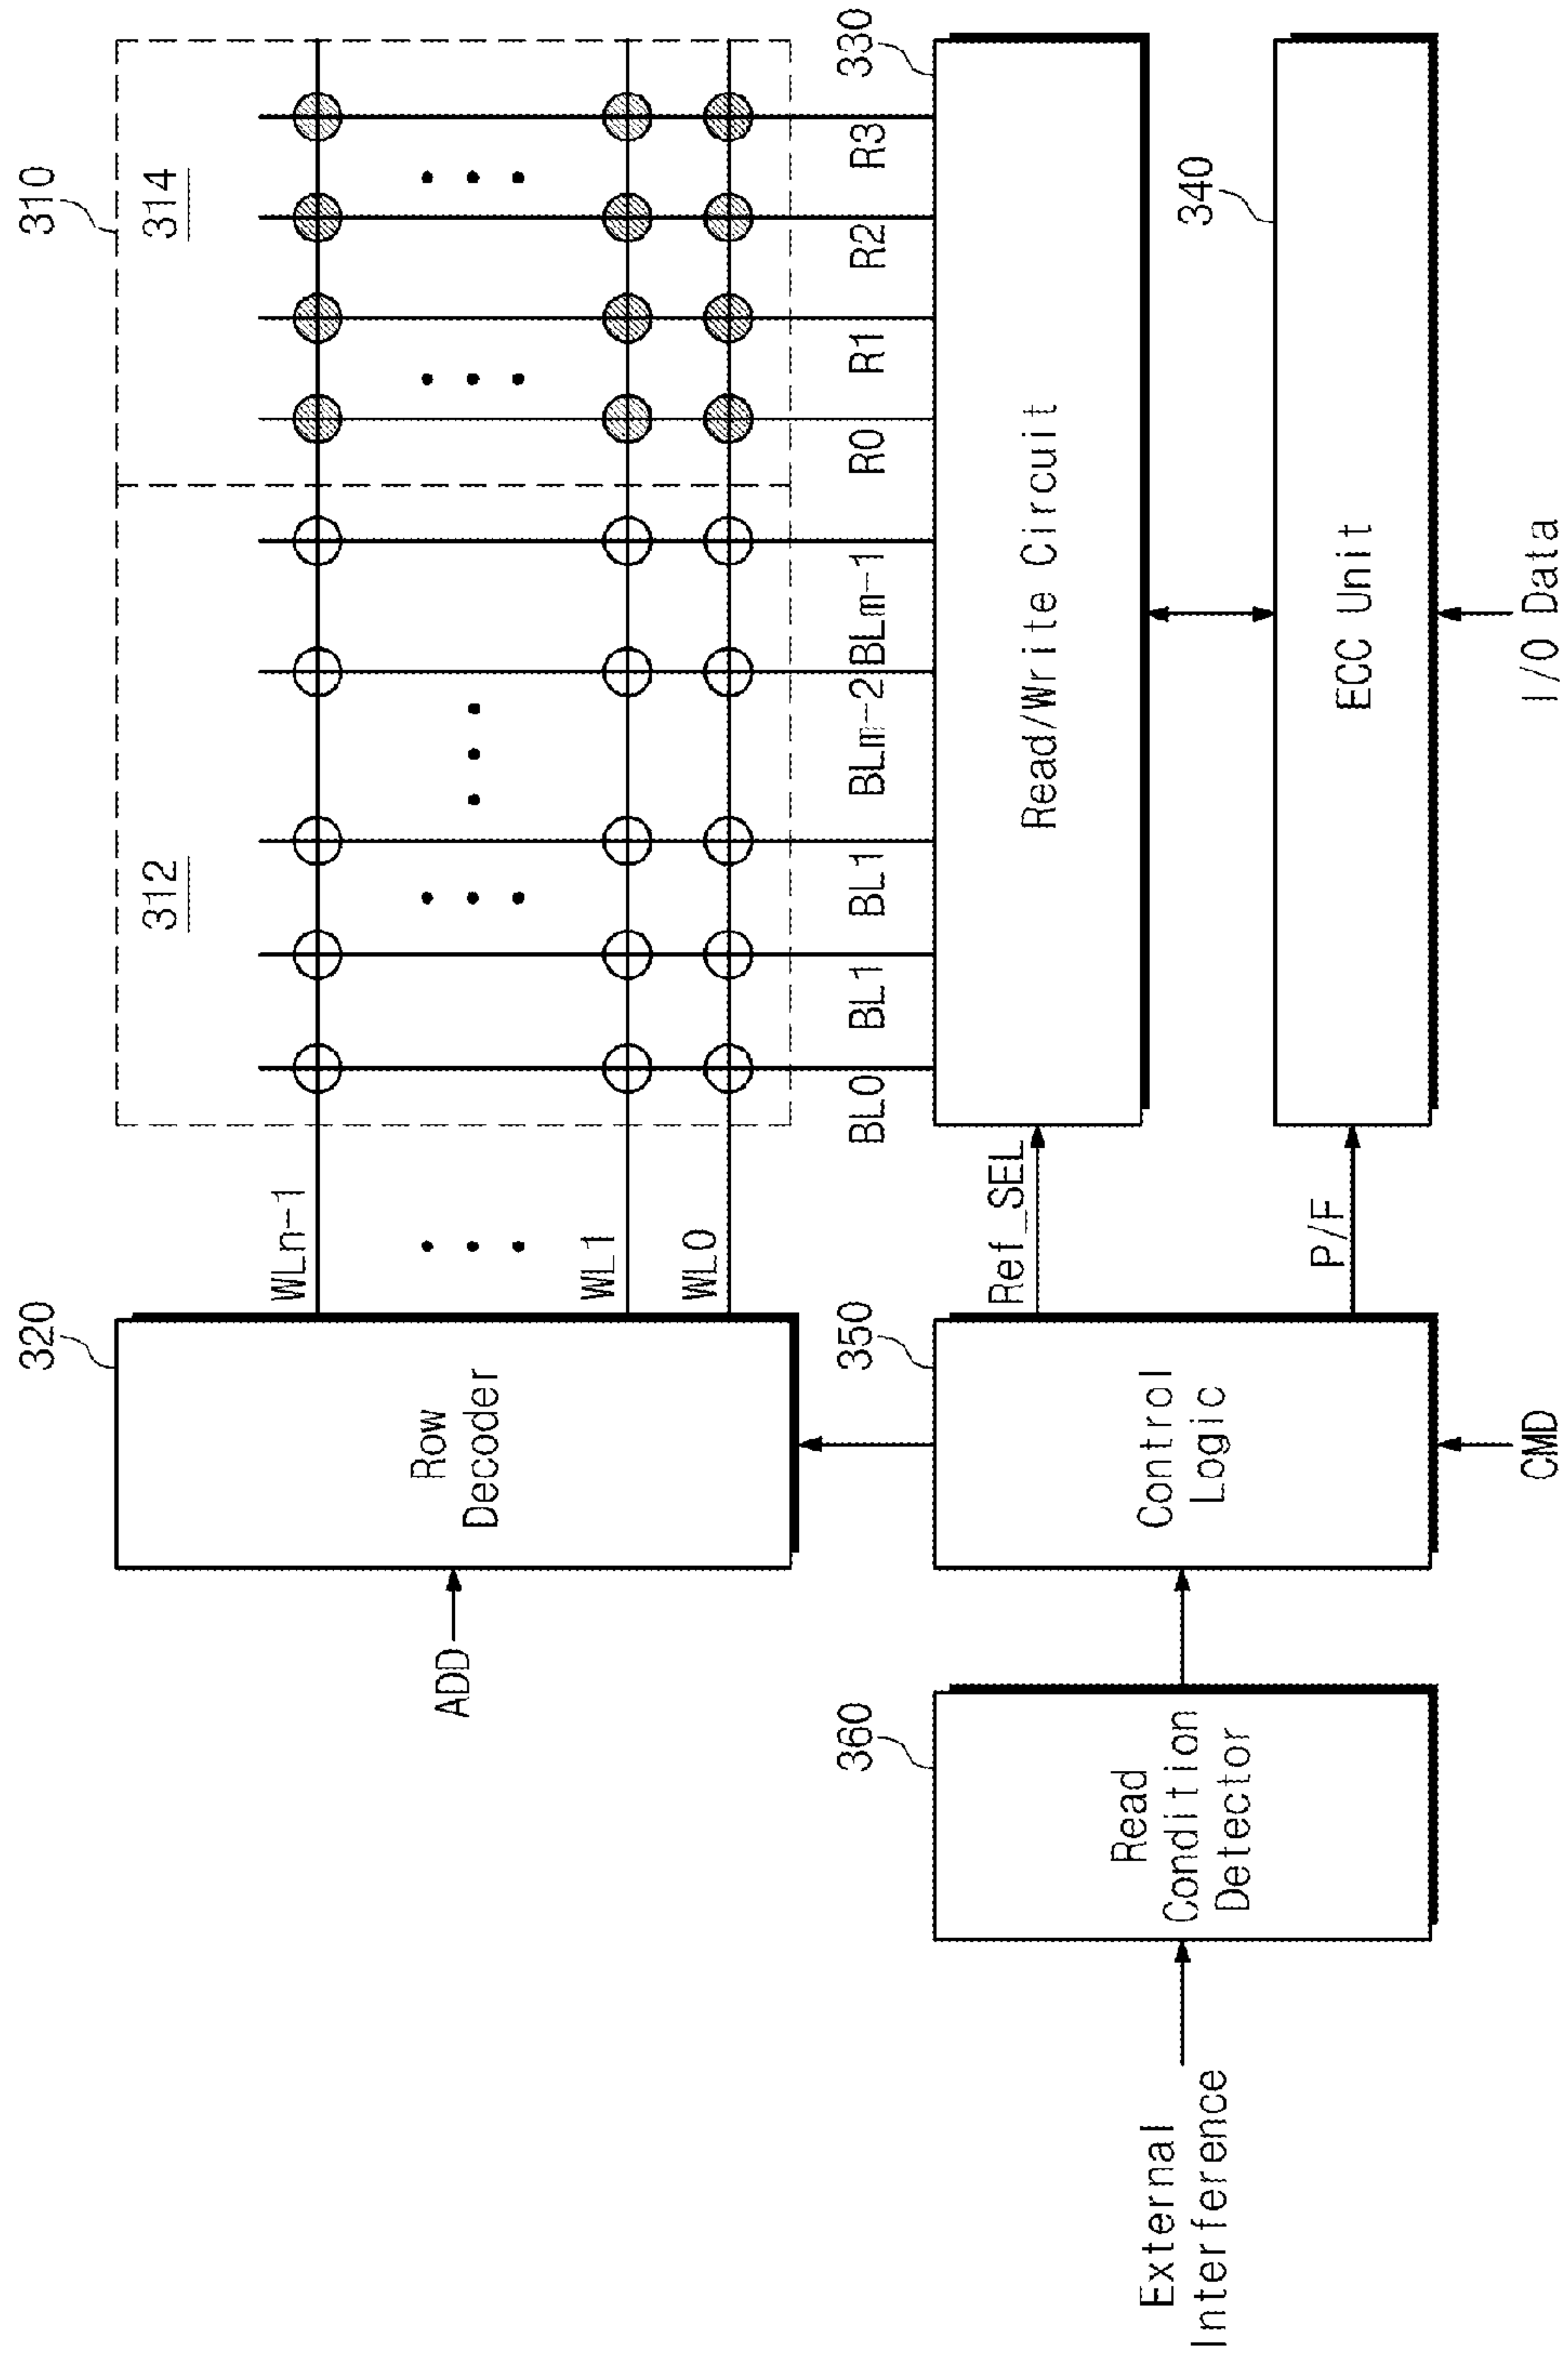 310
312
314
320
Row
Decoder
ADD
WLn-1
WL1
WL0
BL0
BL1
BL1
BLm-2
BLm-1
R0
R1
R2
R3
330
Read/Write Circuit
Ref_SEL
350
Control
Logic
CMD
P/F
340
ECC Unit
I/O Data
360
Read
Condition
Detector
External
Interference